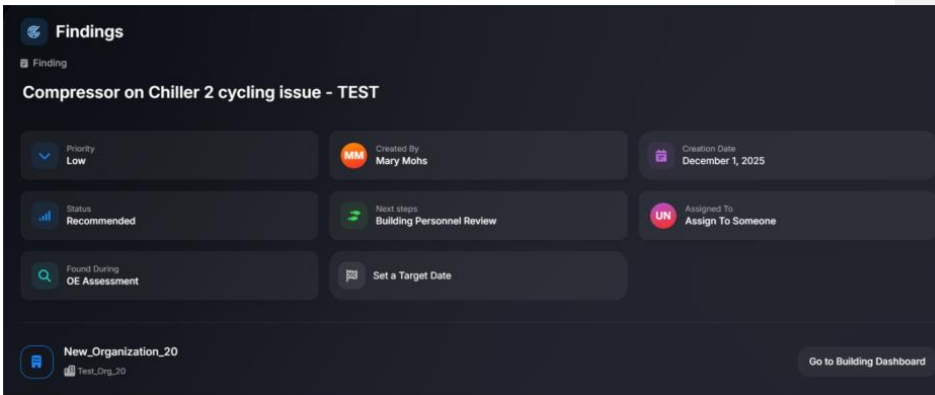 Findings
Finding
Compressor on Chiller 2 cycling issue - TEST
Priority
Low
MM
Created By
Mary Mohs
Creation Date
December 1, 2025
Status
Recommended
Next steps
Building Personnel Review
UN
Assigned To
Assign To Someone
Found During
OE Assessment
Set a Target Date
New_Organization_20
Test_Org_20
Go to Building Dashboard